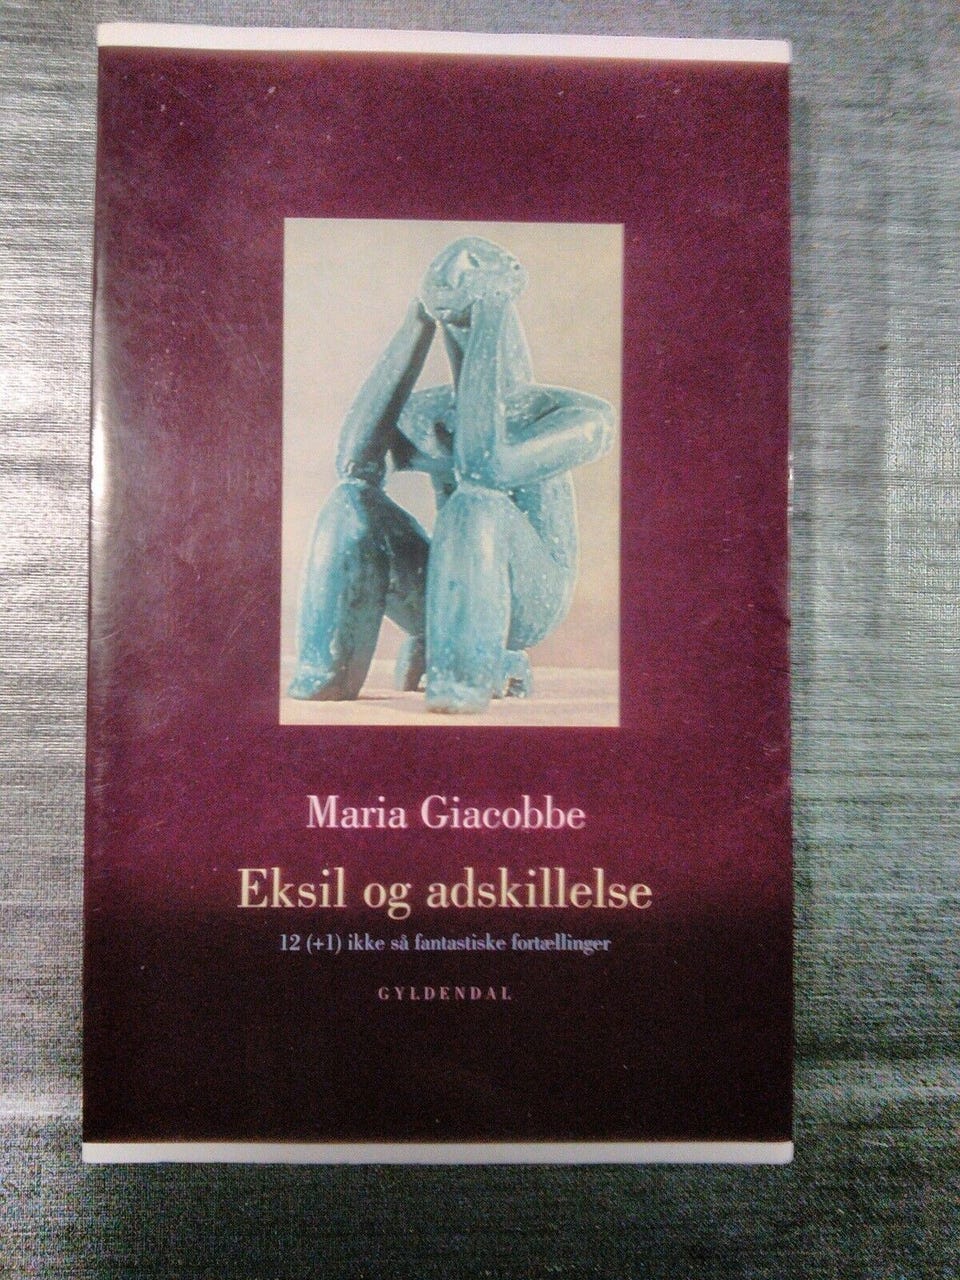 Maria Giacobbe
Eksil og adskillelse
12 (+1) ikke så fantastiske fortællinger
GYLDENDAL